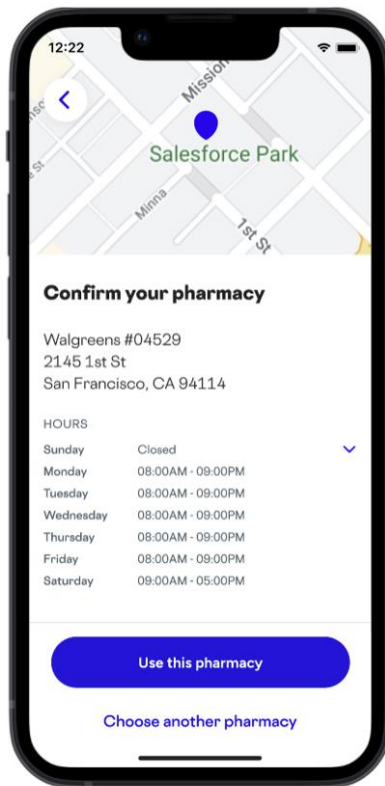 12:22
Mission
Salesforce Park
Minna
1st St
Confirm your pharmacy
Walgreens #04529
2145 1st St
San Francisco, CA 94114
HOURS
Sunday Closed
Monday 08:00AM - 09:00PM
Tuesday 08:00AM - 09:00PM
Wednesday 08:00AM - 09:00PM
Thursday 08:00AM - 09:00PM
Friday 08:00AM - 09:00PM
Saturday 09:00AM - 05:00PM
Use this pharmacy
Choose another pharmacy